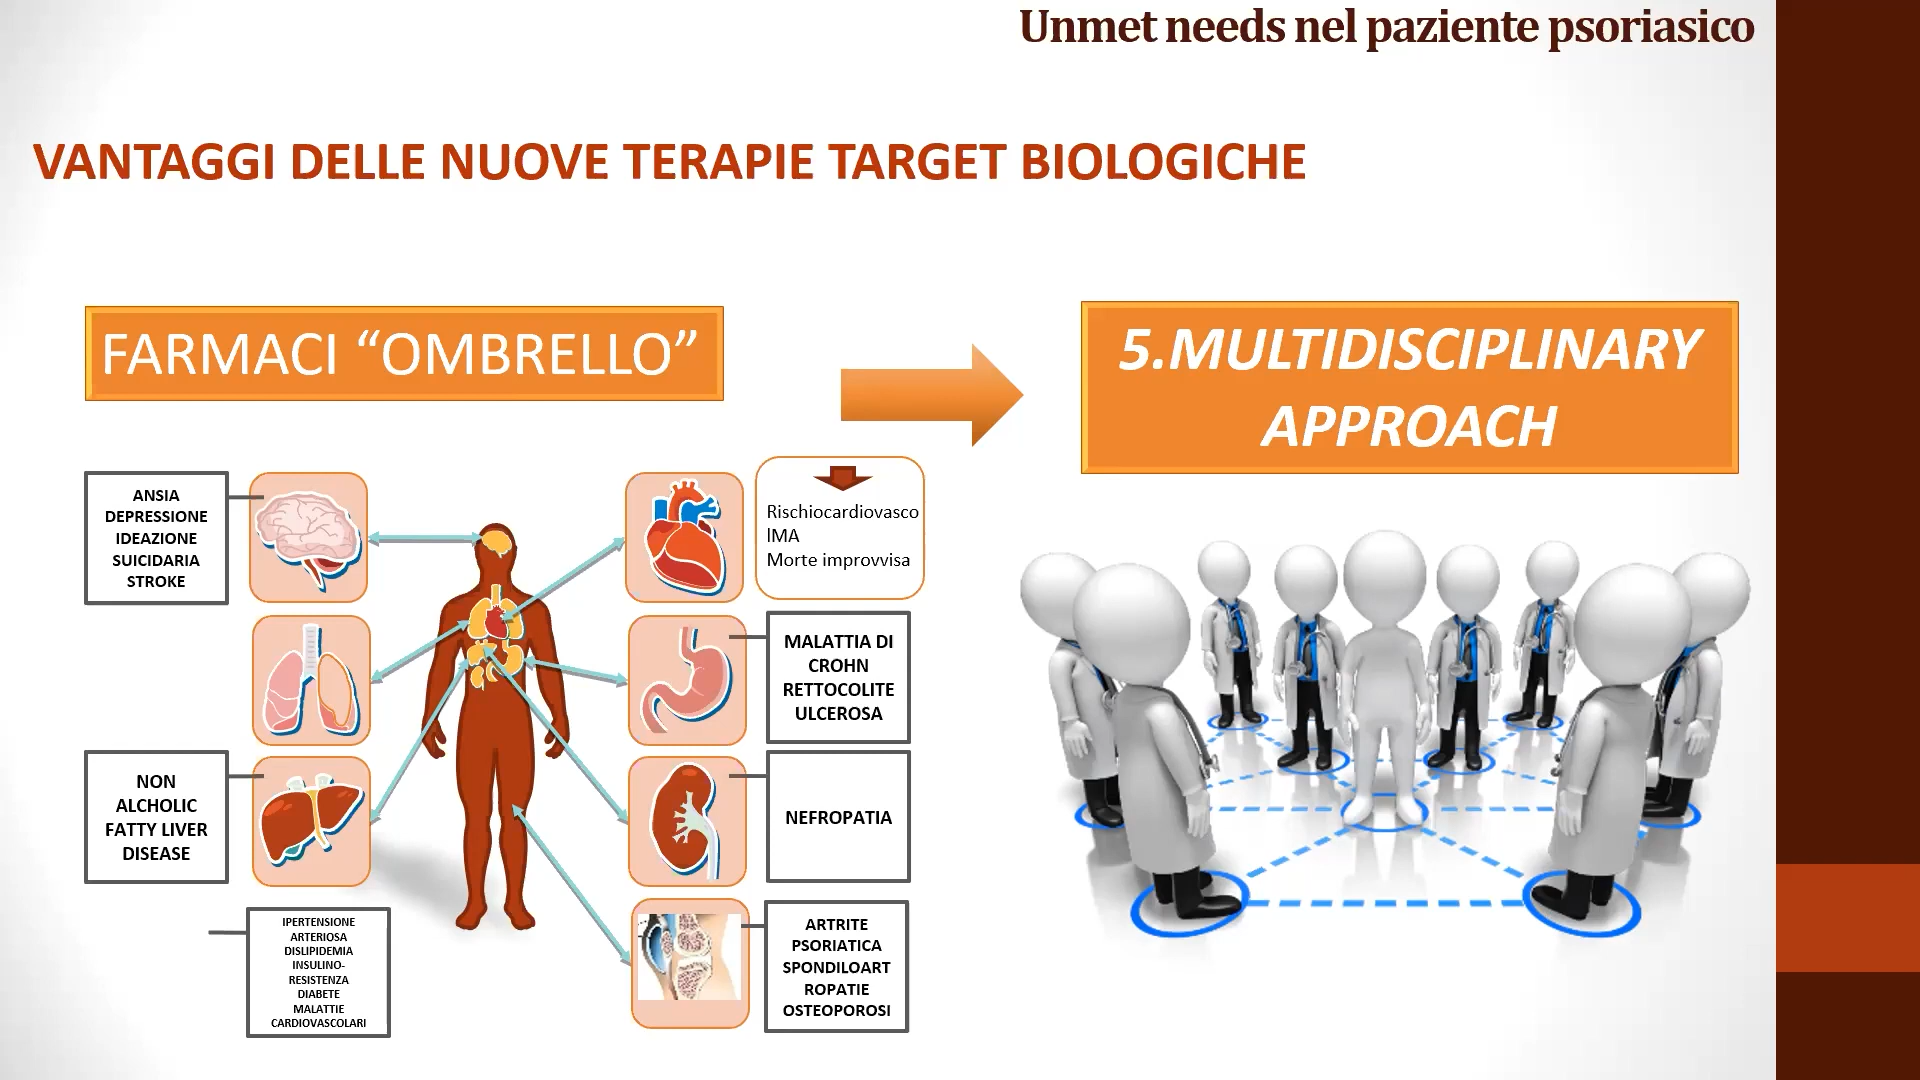 Unmet needs nel paziente psoriasico
VANTAGGI DELLE NUOVE TERAPIE TARGET BIOLOGICHE
FARMACI “OMBRELLO”
5.MULTIDISCIPLINARY
APPROACH
ANSIA
DEPRESSIONE
IDEAZIONE
SUICIDARIA
STROKE
Rischiocardiovasco
IMA
Morte improvvisa
MALATTIA DI
CROHN
RETTOCOLITE
ULCEROSA
NON
ALCHOLIC
FATTY LIVER
DISEASE
NEFROPATIA
IPERTENSIONE
ARTERIOSA
DISLIPIDEMIA
INSULINO-
RESISTENZA
DIABETE
MALATTIE
CARDIOVASCOLARI
ARTRITE
PSORIATICA
SPONDILOART
ROPATIE
OSTEOPOROSI